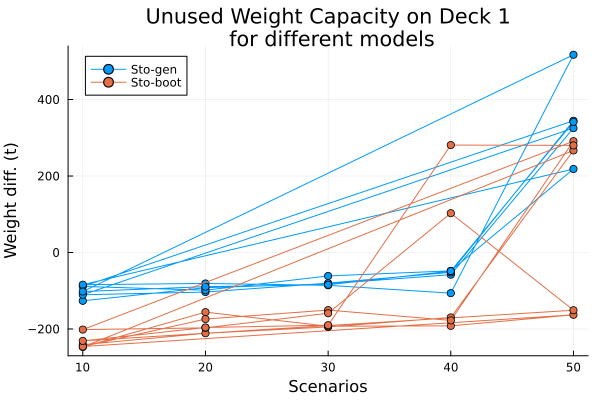 Unused Weight Capacity on Deck 1
for different models
Sto-gen
Sto-boot
Weight diff. (t)
400
200
0
−200
10
20
30
40
50
Scenarios